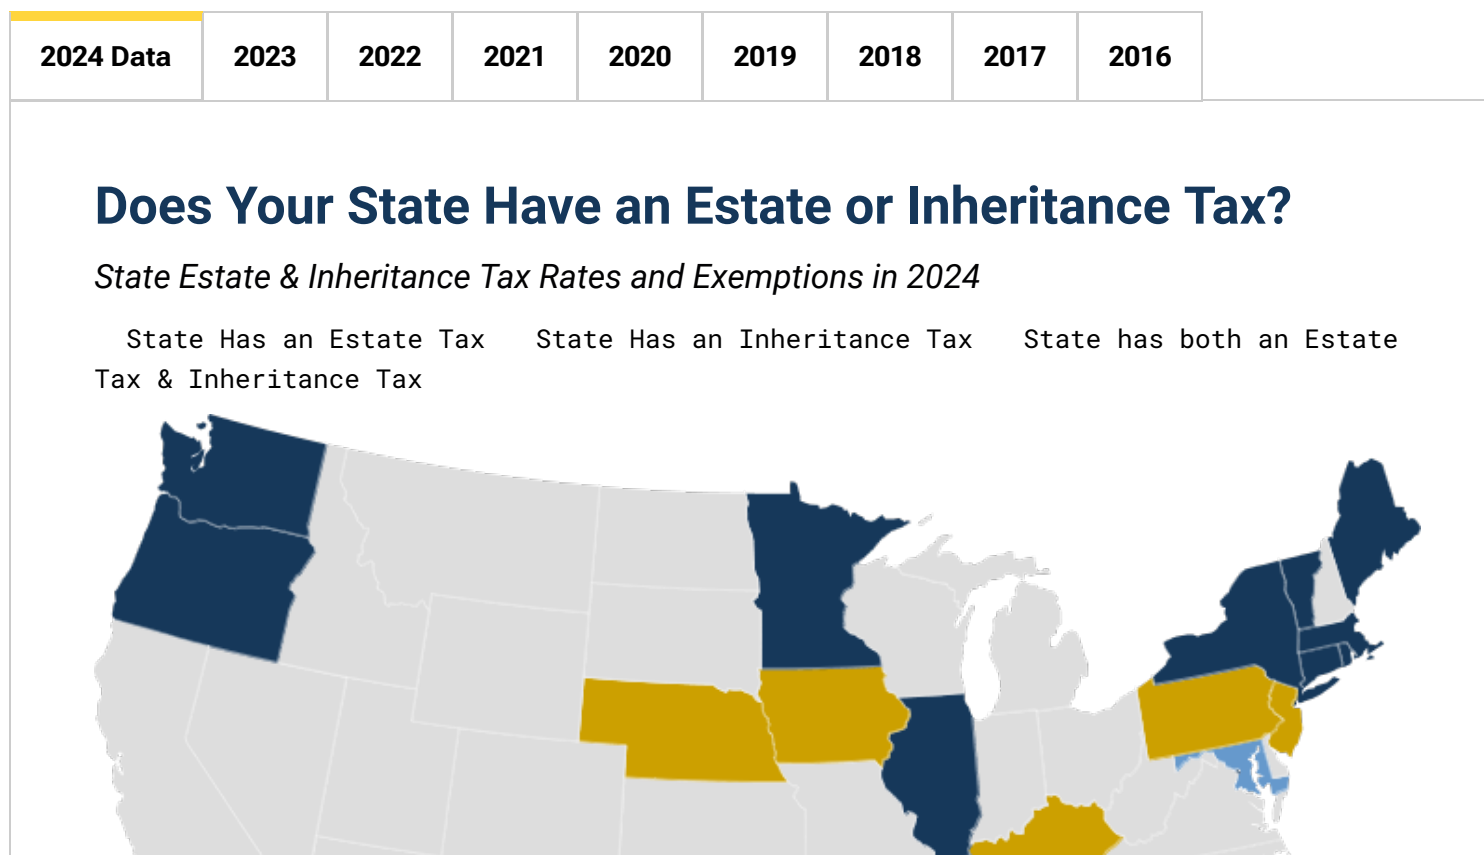 2024 Data 2023 2022 2021 2020 2019 2018 2017 2016
Does Your State Have an Estate or Inheritance Tax?
State Estate & Inheritance Tax Rates and Exemptions in 2024
State Has an Estate Tax State Has an Inheritance Tax State has both an Estate
Tax & Inheritance Tax